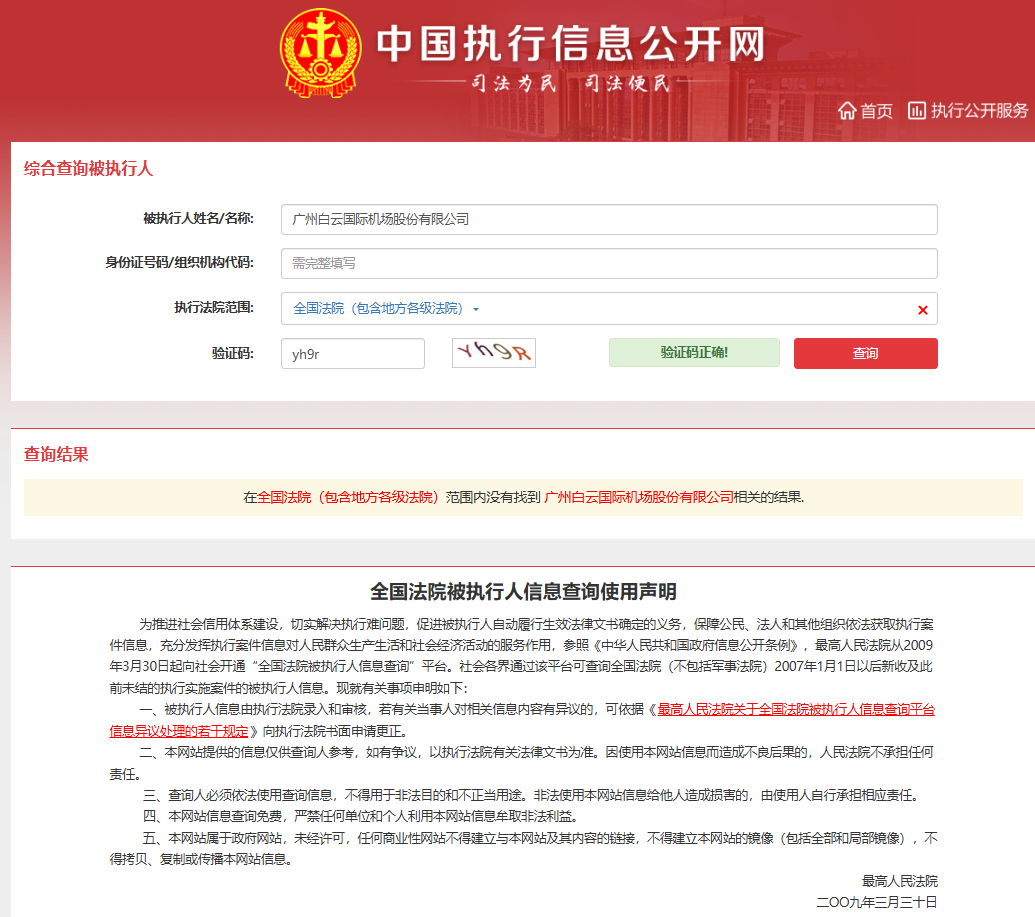 中国执行信息公开网
司法为民 司法便民
首页 执行公开服务
综合查询被执行人
被执行人姓名/名称: 广州白云国际机场股份有限公司
身份证号码/组织机构代码: 需完整填写
执行法院范围: 全国法院（包含地方各级法院）
验证码: yh9r yh9R 验证码正确! 查询
查询结果
在全国法院（包含地方各级法院）范围内没有找到 广州白云国际机场股份有限公司相关的结果.
全国法院被执行人信息查询使用声明
为推进社会信用体系建设，切实解决执行难问题，促进被执行人自动履行生效法律文书确定的义务，保障公民、法人和其他组织依法获取执行案
件信息，充分发挥执行案件信息对人民群众生产生活和社会经济活动的服务作用，参照《中华人民共和国政府信息公开条例》，最高人民法院从2009
年3月30日起向社会开通“全国法院被执行人信息查询”平台。社会各界通过该平台可查询全国法院（不包括军事法院）2007年1月1日以后新收及此
前未结的执行实施案件的被执行人信息。现就有关事项申明如下：
一、被执行人信息由执行法院录入和审核，若有关当事人对相关信息内容有异议的，可依据《最高人民法院关于全国法院被执行人信息查询平台
信息异议处理的若干规定》向执行法院书面申请更正。
二、本网站提供的信息仅供查询人参考，如有争议，以执行法院有关法律文书为准。因使用本网站信息而造成不良后果的，人民法院不承担任何
责任。
三、查询人必须依法使用查询信息，不得用于非法目的和不正当用途。非法使用本网站信息给他人造成损害的，由使用人自行承担相应责任。
四、本网站信息查询免费，严禁任何单位和个人利用本网站信息牟取非法利益。
五、本网站属于政府网站，未经许可，任何商业性网站不得建立与本网站及其内容的链接，不得建立本网站的镜像（包括全部和局部镜像），不
得拷贝、复制或传播本网站信息。
最高人民法院
二〇〇九年三月三十日